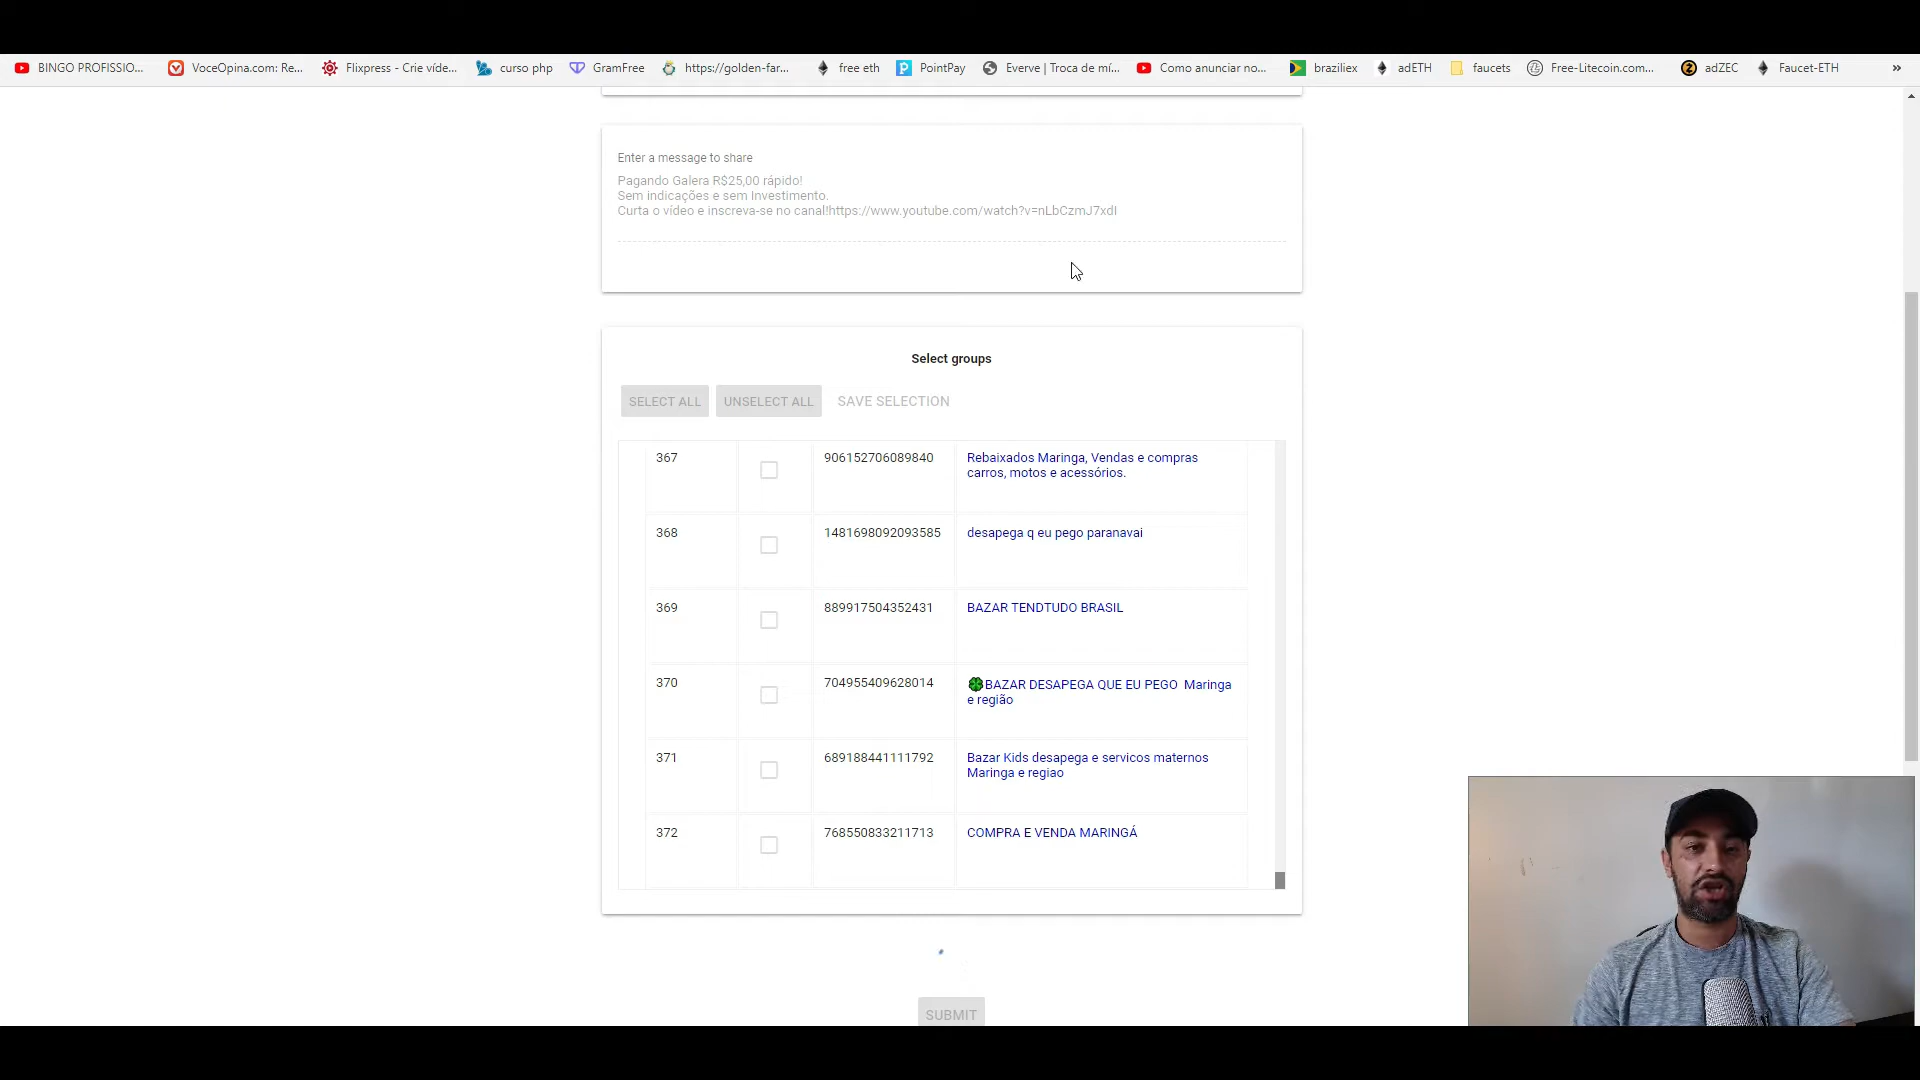 BINGO PROFISSIO... VoceOpina.com: Re... Flixpress - Crie víde... curso php GramFree https://golden-far... free eth PointPay Everve | Troca de mí... Como anunciar no... braziliex adETH faucets Free-Litecoin.com... adZEC Faucet-ETH »
Enter a message to share
Pagando Galera R$25,00 rápido!
Sem indicações e sem Investimento.
Curta o vídeo e inscreva-se no canal!https://www.youtube.com/watch?v=nLbCzmJ7xdI
Select groups
SELECT ALL UNSELECT ALL SAVE SELECTION
367 906152706089840 Rebaixados Maringa, Vendas e compras
carros, motos e acessórios.
368 1481698092093585 desapega q eu pego paranavai
369 889917504352431 BAZAR TENDTUDO BRASIL
370 704955409628014 🍀BAZAR DESAPEGA QUE EU PEGO Maringa
e região
371 689188441111792 Bazar Kids desapega e servicos maternos
Maringa e regiao
372 768550833211713 COMPRA E VENDA MARINGÁ
SUBMIT